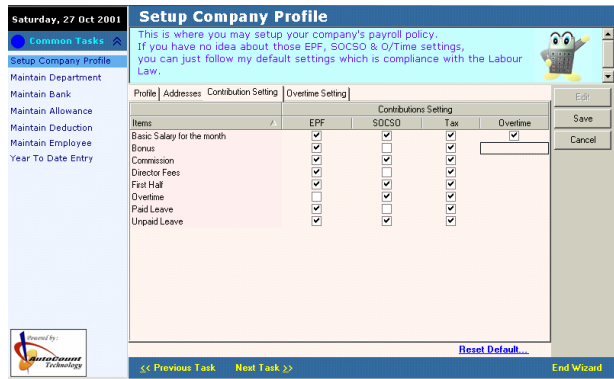 Saturday, 27 Oct 2001
Setup Company Profile
Common Tasks
Setup Company Profile
Maintain Department
Maintain Bank
Maintain Allowance
Maintain Deduction
Maintain Employee
Year To Date Entry
This is where you may setup your company's payroll policy.
If you have no idea about those EPF, SOCSO & O/Time settings,
you can just follow my default settings which is compliance with the Labour
Law.
Profile Addresses Contribution Setting Overtime Setting
Edit
Save
Cancel
Contributions Setting
Items EPF SOCSO Tax Overtime
Basic Salary for the month
Bonus
Commission
Director Fees
First Half
Overtime
Paid Leave
Unpaid Leave
Reset Default...
Powered by :
AutoCount
Technology
<< Previous Task Next Task >> End Wizard